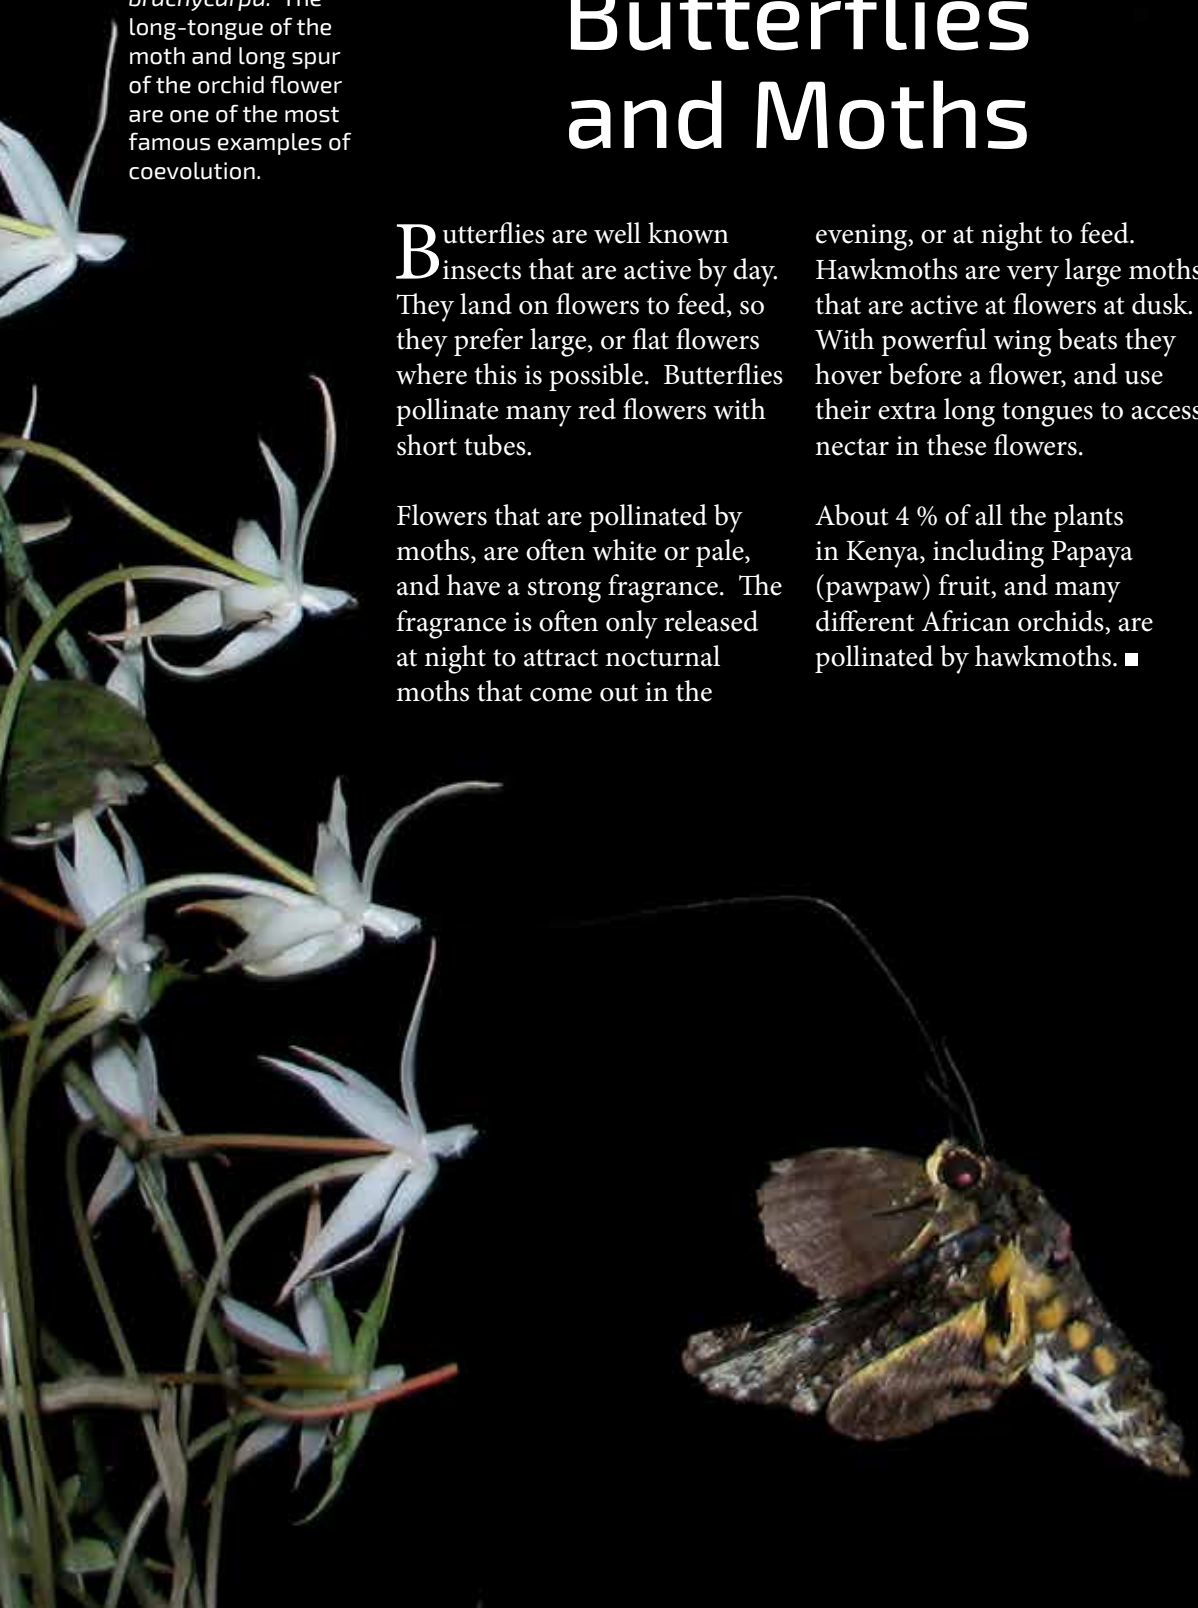 brachycarpa. The
long-tongue of the
moth and long spur
of the orchid flower
are one of the most
famous examples of
coevolution.
Butterflies
and Moths
Butterflies are well known
insects that are active by day.
They land on flowers to feed, so
they prefer large, or flat flowers
where this is possible. Butterflies
pollinate many red flowers with
short tubes.
Flowers that are pollinated by
moths, are often white or pale,
and have a strong fragrance. The
fragrance is often only released
at night to attract nocturnal
moths that come out in the
evening, or at night to feed.
Hawkmoths are very large moths
that are active at flowers at dusk.
With powerful wing beats they
hover before a flower, and use
their extra long tongues to access
nectar in these flowers.
About 4 % of all the plants
in Kenya, including Papaya
(pawpaw) fruit, and many
different African orchids, are
pollinated by hawkmoths.